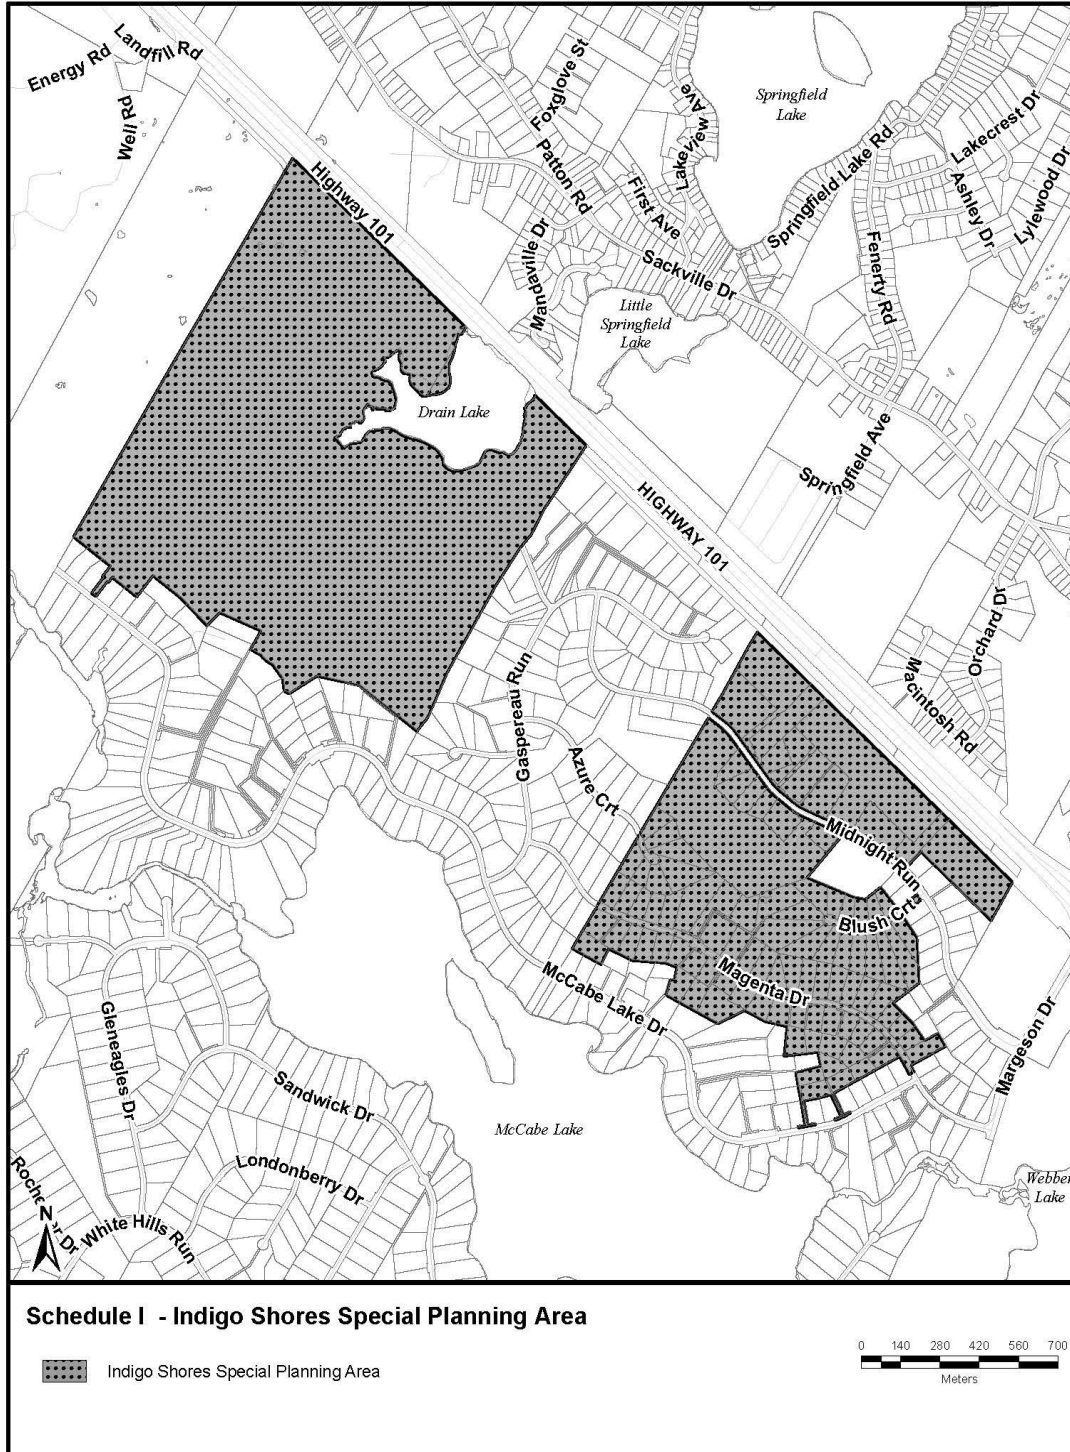 Energy Rd
Landfill Rd
Well Rd
Highway 101
Foxglove St
Patton Rd
Lakeview Ave
First Ave
Springfield
Lake
Springfield Lake Rd
Lakecrest Dr
Ashley Dr
Lylewood Dr
Fenerty Rd
Mannaville Dr
Sackville Dr
Little
Springfield
Lake
Drain Lake
Springfield Ave
HIGHWAY 101
Orchard Dr
Macintosh Rd
Gaspereau Run
Azure Crt
Midnight Run
Blush Crt
Magenta Dr
McCabe Lake Dr
Margeson Dr
Gleneagles Dr
Sandwick Dr
Londonberry Dr
McCabe Lake
Webber
Lake
White Hills Run
N
Schedule I - Indigo Shores Special Planning Area
Indigo Shores Special Planning Area
0 140 280 420 560 700
Meters